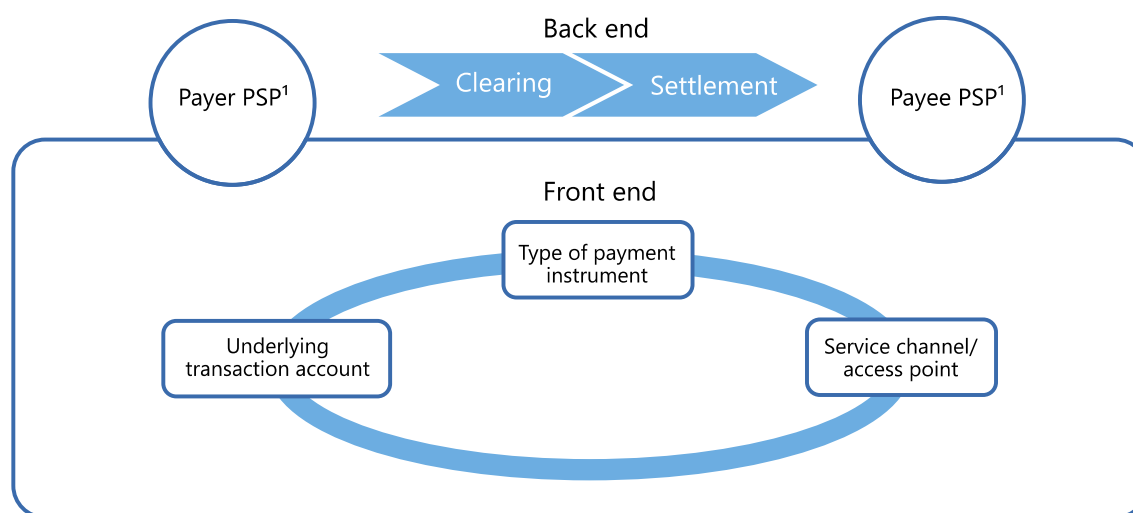 Back end
Payer PSP¹
Clearing
Settlement
Payee PSP¹
Front end
Type of payment
instrument
Underlying
transaction account
Service channel/
access point